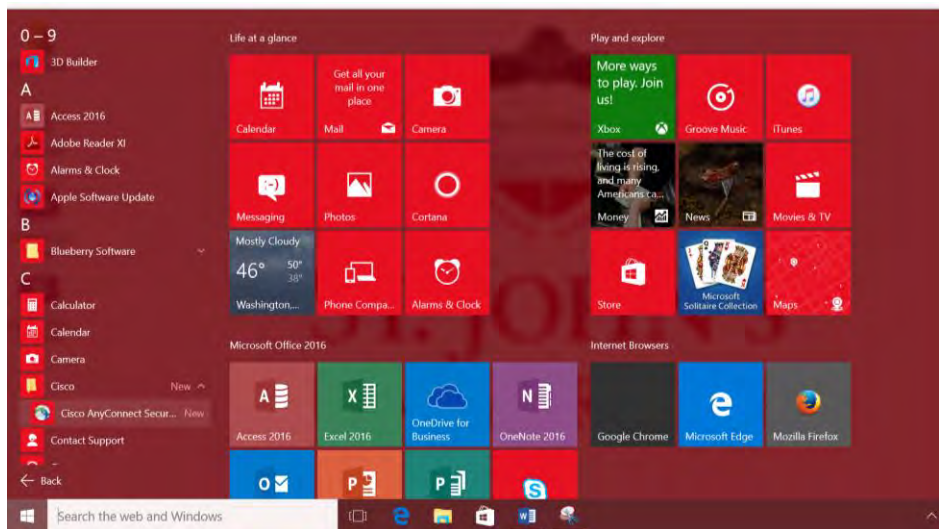 0 – 9
3D Builder
A
Access 2016
Adobe Reader XI
Alarms & Clock
Apple Software Update
B
Blueberry Software
C
Calculator
Calendar
Camera
Cisco
New
Cisco AnyConnect Secur...
New
Contact Support
Back
Life at a glance
Calendar
Get all your
mail in one
place
Mail
Camera
Messaging
Photos
Cortana
Mostly Cloudy
46°
50°
38°
Washington,...
Phone Compa...
Alarms & Clock
Microsoft Office 2016
Access 2016
Excel 2016
OneDrive for
Business
OneNote 2016
Play and explore
More ways
to play. Join
us!
Xbox
Groove Music
iTunes
The cost of
living is rising,
and many
Americans ca...
Money
News
Movies & TV
Store
Microsoft
Solitaire Collection
Maps
Internet Browsers
Google Chrome
Microsoft Edge
Mozilla Firefox
ST. JOHN'S
Search the web and Windows